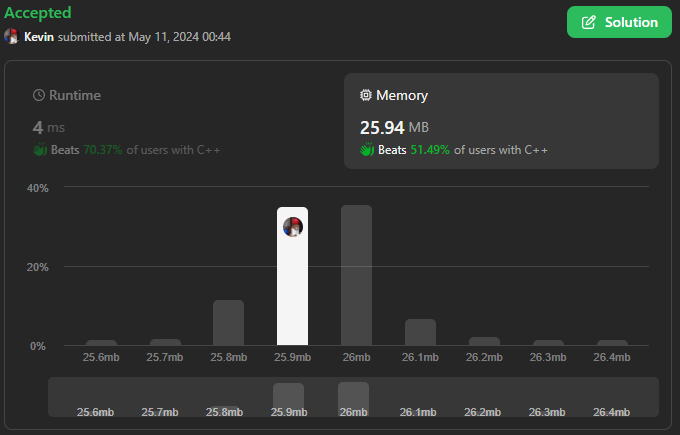 Accepted
Kevin submitted at May 11, 2024 00:44
Solution
Runtime
4 ms
Beats 70.37% of users with C++
Memory
25.94 MB
Beats 51.49% of users with C++
40%
20%
0%
25.6mb 25.7mb 25.8mb 25.9mb 26mb 26.1mb 26.2mb 26.3mb 26.4mb
25.6mb 25.7mb 25.8mb 25.9mb 26mb 26.1mb 26.2mb 26.3mb 26.4mb